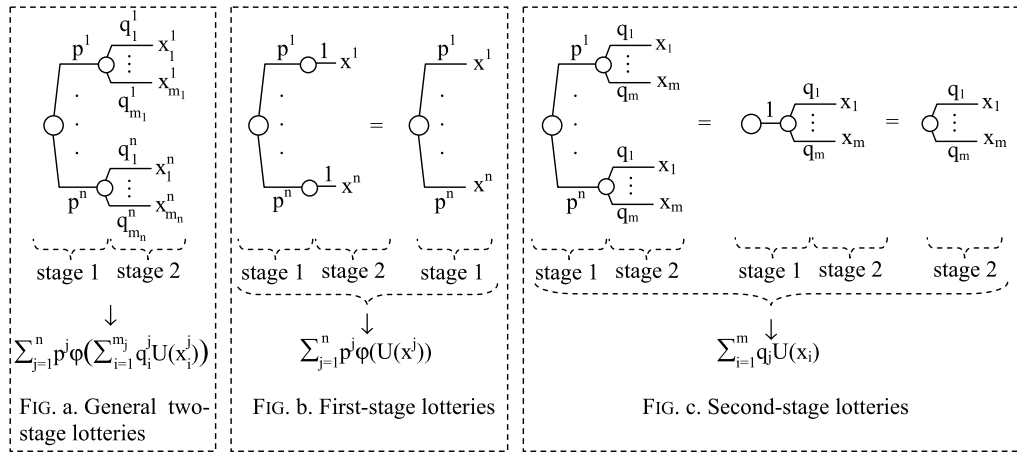 q_1^1
p^1
x_1^1
x_{m_1}^1
q_{m_1}^1
q_1^n
x_1^n
p^n
x_{m_n}^n
q_{m_n}^n
stage 1 stage 2
∑_{j=1}^n p^jφ(∑_{i=1}^{m_j} q_i^jU(x_i^j))
FIG. a. General two-
stage lotteries
p^1 1 x^1
p^n 1 x^n
=
p^1 x^1
p^n x^n
stage 1 stage 2 stage 1
∑_{j=1}^n p^jφ(U(x^j))
FIG. b. First-stage lotteries
p^1 q_1 x_1
q_m x_m
p^n q_1 x_1
q_m x_m
=
1 q_1 x_1
q_m x_m
=
q_1 x_1
q_m x_m
stage 1 stage 2 stage 1 stage 2 stage 2
∑_{i=1}^m q_jU(x_i)
FIG. c. Second-stage lotteries